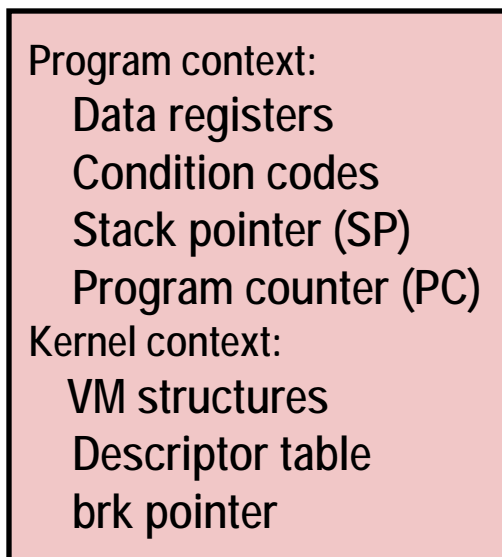 Program context:
Data registers
Condition codes
Stack pointer (SP)
Program counter (PC)
Kernel context:
VM structures
Descriptor table
brk pointer